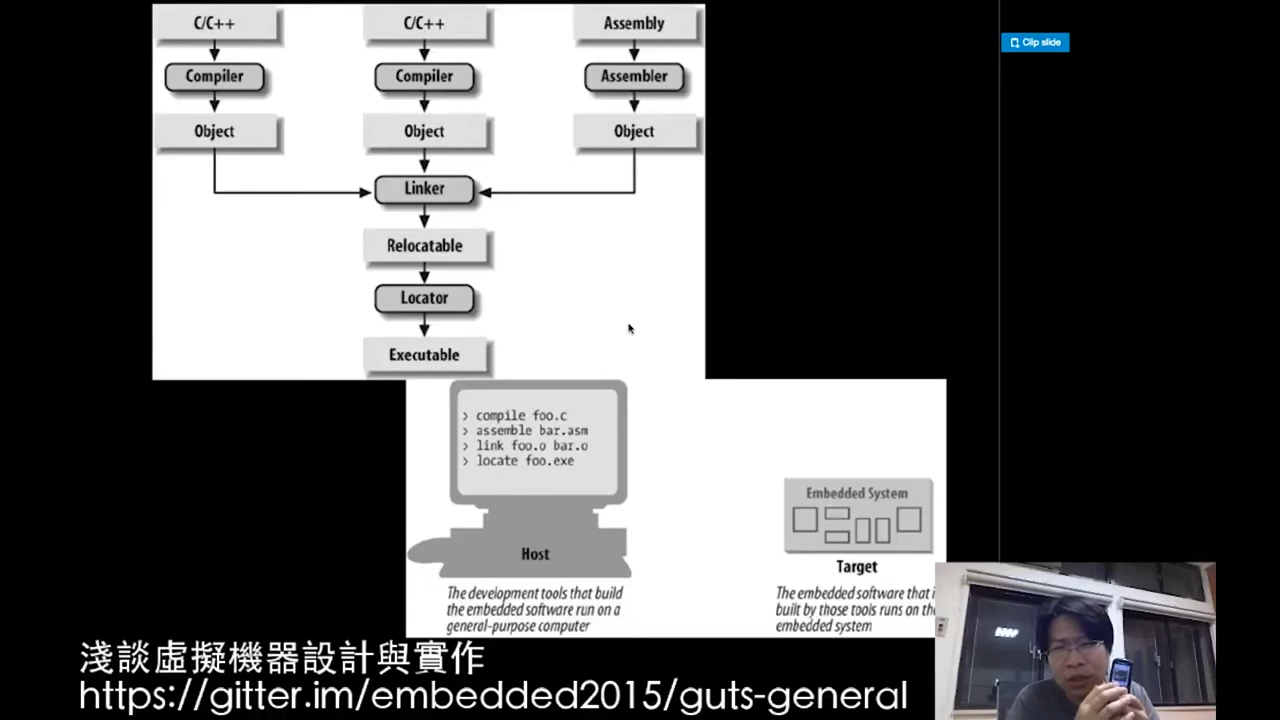 C/C++
C/C++
Assembly
Compiler
Compiler
Assembler
Object
Object
Object
Linker
Relocatable
Locator
Executable
Clip slide
> compile foo.c
> assemble bar.asm
> link foo.o bar.o
> locate foo.exe
Host
The development tools that build
the embedded software run on a
general-purpose computer
Embedded System
Target
The embedded software that
built by those tools runs on the
embedded system
淺談虛擬機器設計與實作
https://gitter.im/embedded2015/guts-general